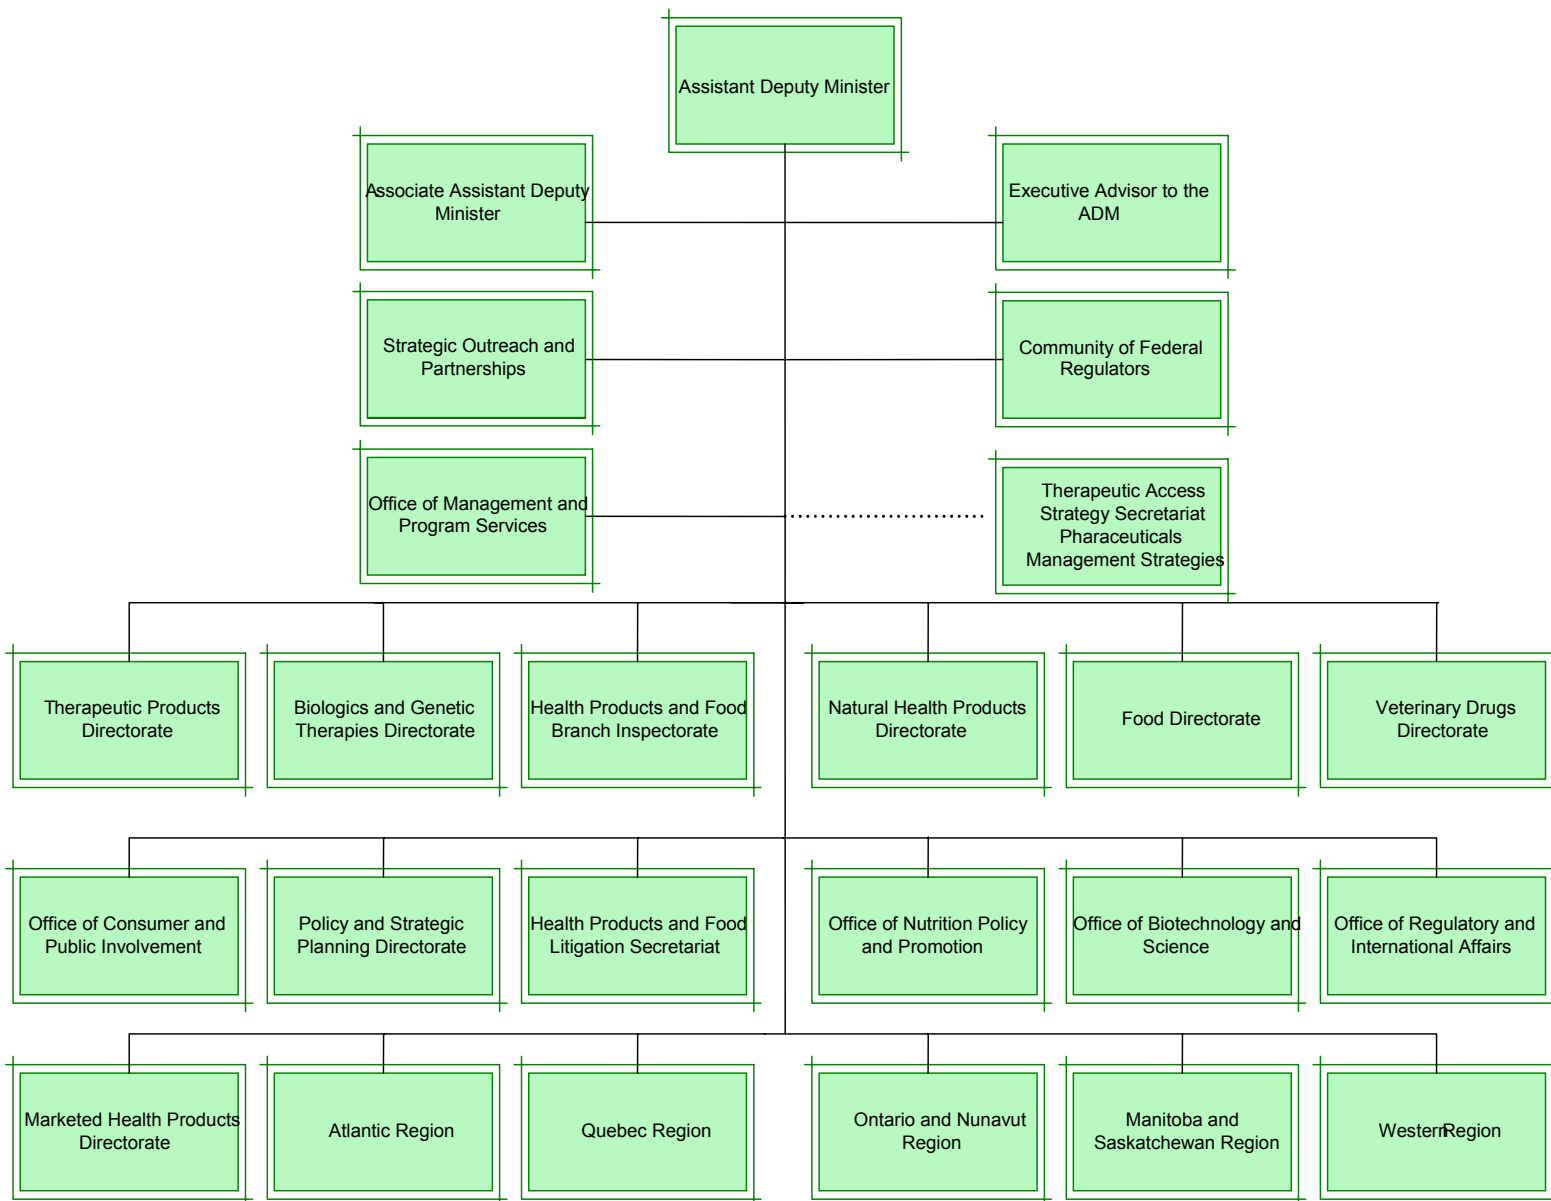 Assistant Deputy Minister
Associate Assistant Deputy
Minister
Executive Advisor to the
ADM
Strategic Outreach and
Partnerships
Community of Federal
Regulators
Office of Management and
Program Services
Therapeutic Access
Strategy Secretariat
Pharaceuticals
Management Strategies
Therapeutic Products
Directorate
Biologics and Genetic
Therapies Directorate
Health Products and Food
Branch Inspectorate
Natural Health Products
Directorate
Food Directorate
Veterinary Drugs
Directorate
Office of Consumer and
Public Involvement
Policy and Strategic
Planning Directorate
Health Products and Food
Litigation Secretariat
Office of Nutrition Policy
and Promotion
Office of Biotechnology and
Science
Office of Regulatory and
International Affairs
Marketed Health Products
Directorate
Atlantic Region
Quebec Region
Ontario and Nunavut
Region
Manitoba and
Saskatchewan Region
Western Region